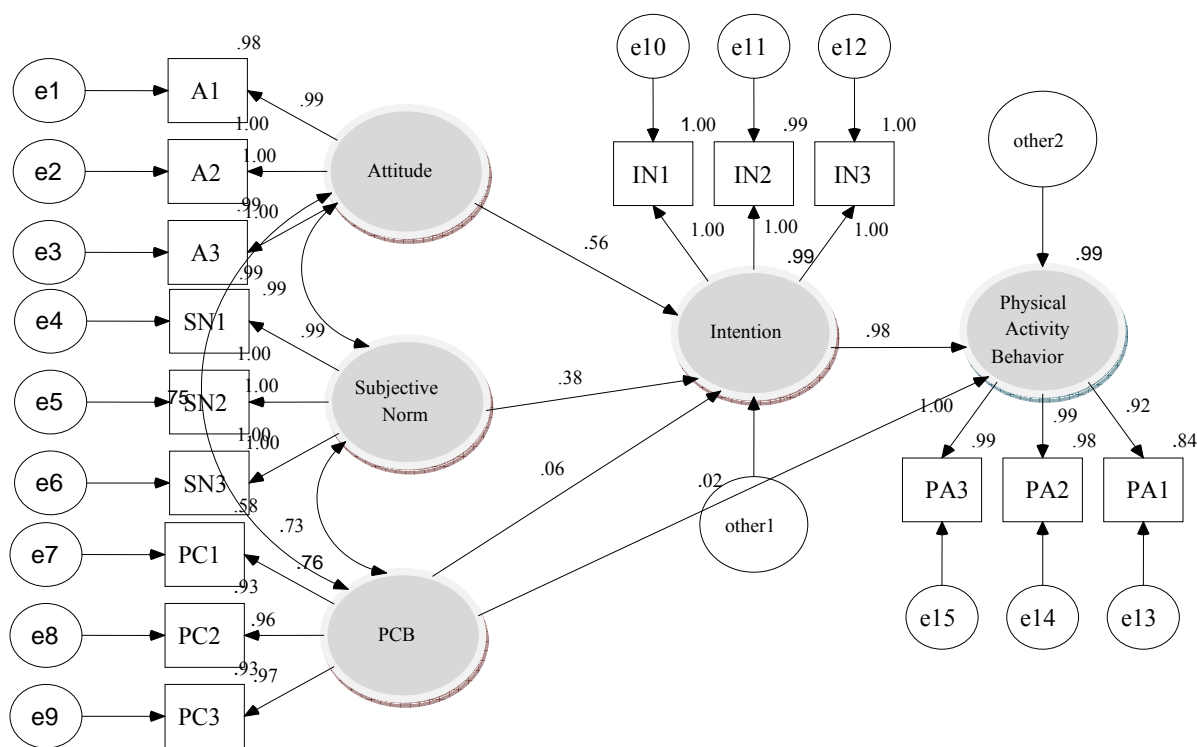 e10
e11
e12
.98
e1
A1
.99
1.00
1.00
.99
1.00
other2
e2
A2
1.00
Attitude
IN1
IN2
IN3
.99
1.00
1.00
1.00
1.00
e3
A3
.56
.99
.99
.99
.99
Physical
Activity
Behavior
e4
SN1
.99
Intention
.98
1.00
e5
.75
SN2
1.00
Subjective
Norm
.38
1.00
1.00
1.00
.99
.92
.99
.98
.84
e6
SN3
.06
PA3
PA2
PA1
.58
.73
.02
other1
e7
PC1
.76
.93
e15
e14
e13
e8
PC2
.96
PCB
.93
.97
e9
PC3